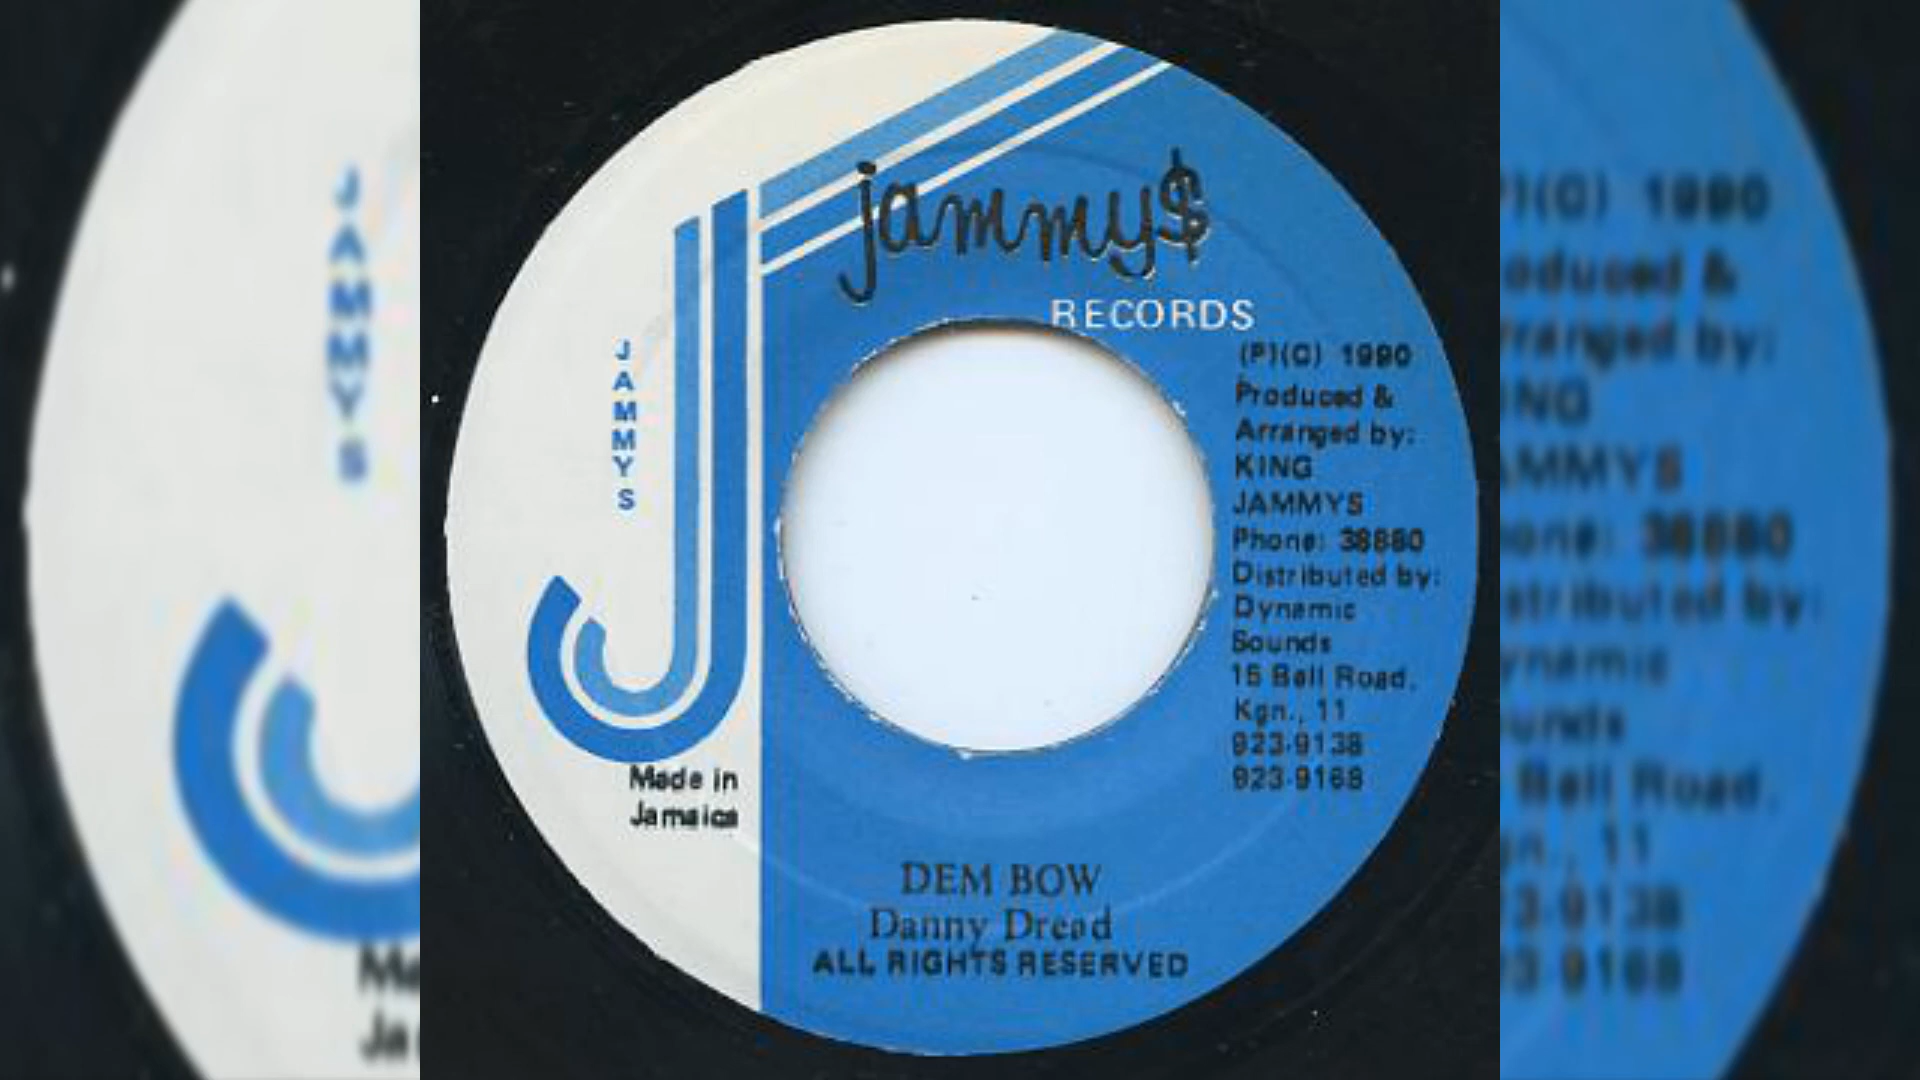 jammy$
RECORDS
JAMMYS
(P)(C) 1990
Produced &
Arranged by:
KING
JAMMYS
Phone: 38880
Distributed by:
Dynamic
Sounds
15 Bell Road,
Kgn., 11
923-9138
923-9168
Made in
Jamaica
DEM BOW
Danny Dread
ALL RIGHTS RESERVED